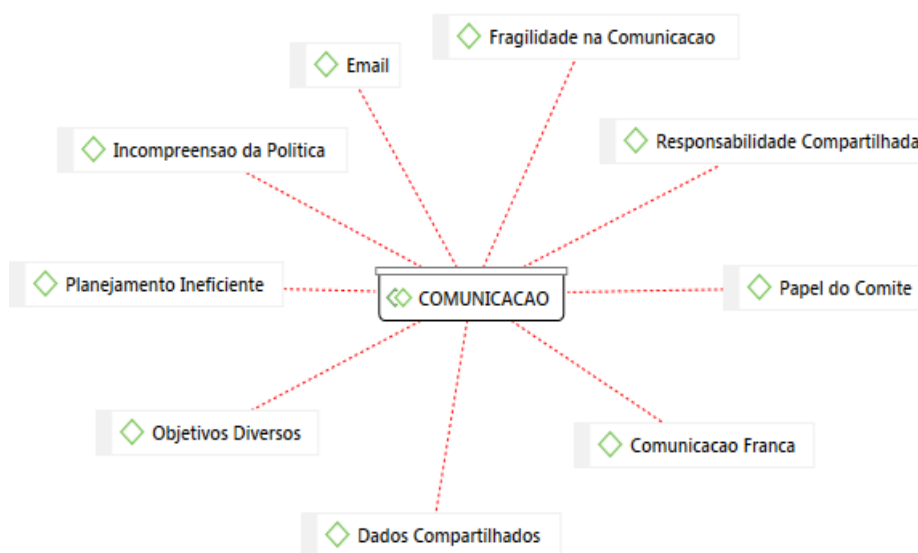 Fragilidade na Comunicacao
Email
Responsabilidade Compartilhada
Incompreensao da Politica
Planejamento Ineficiente
COMUNICACAO
Papel do Comite
Objetivos Diversos
Comunicacao Franca
Dados Compartilhados